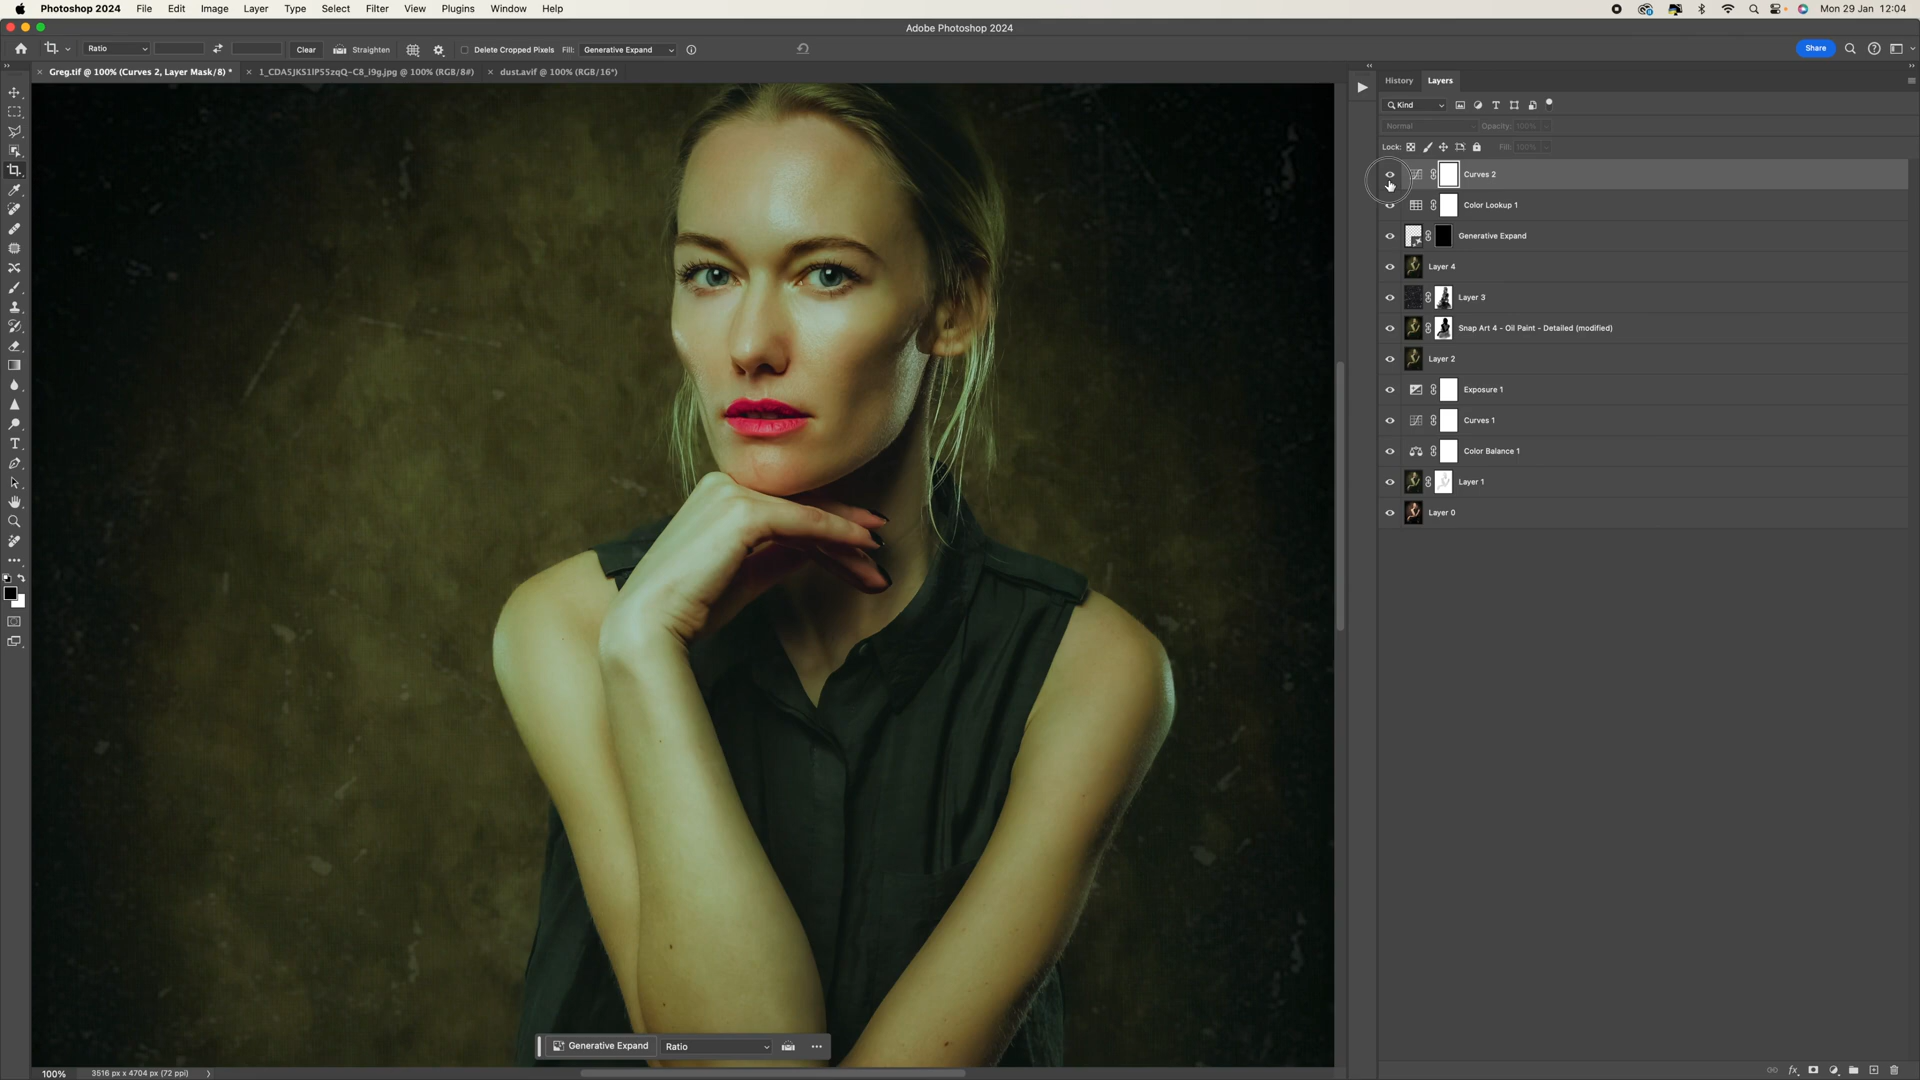 Photoshop 2024 File Edit Image Layer Type Select Filter View Plugins Window Help Mon 29 Jan 12:04
Adobe Photoshop 2024
Ratio Clear Straighten Delete Cropped Pixels Fill: Generative Expand Share
Greg.tif @ 100% (Curves 2, Layer Mask/8) * 1_CDA5JKS1lP55zqQ-C8_i9g.jpg @ 100% (RGB/8#) dust.avif @ 100% (RGB/16*)
History Layers
Kind
Normal Opacity: 100%
Lock: Fill: 100%
Curves 2
Color Lookup 1
Generative Expand
Layer 4
Layer 3
Snap Art 4 - Oil Paint - Detailed (modified)
Layer 2
Exposure 1
Curves 1
Color Balance 1
Layer 1
Layer 0
Generative Expand Ratio
100% 3516 px x 4704 px (72 ppi)